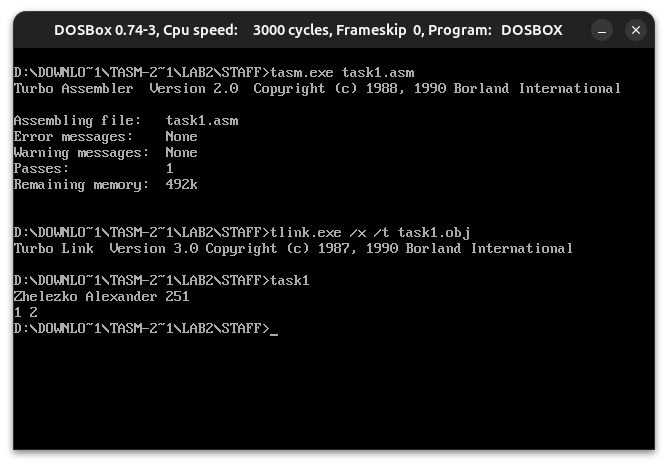 DOSBox 0.74-3, Cpu speed: 3000 cycles, Frameskip 0, Program: DOSBOX
D:\DOWNLO~1\TASM-2~1\LAB2\STAFF>tasm.exe task1.asm
Turbo Assembler Version 2.0 Copyright (c) 1988, 1990 Borland International
Assembling file: task1.asm
Error messages: None
Warning messages: None
Passes: 1
Remaining memory: 492k
D:\DOWNLO~1\TASM-2~1\LAB2\STAFF>tlink.exe /x /t task1.obj
Turbo Link Version 3.0 Copyright (c) 1987, 1990 Borland International
D:\DOWNLO~1\TASM-2~1\LAB2\STAFF>task1
Zhelezko Alexander 251
1 2
D:\DOWNLO~1\TASM-2~1\LAB2\STAFF>_